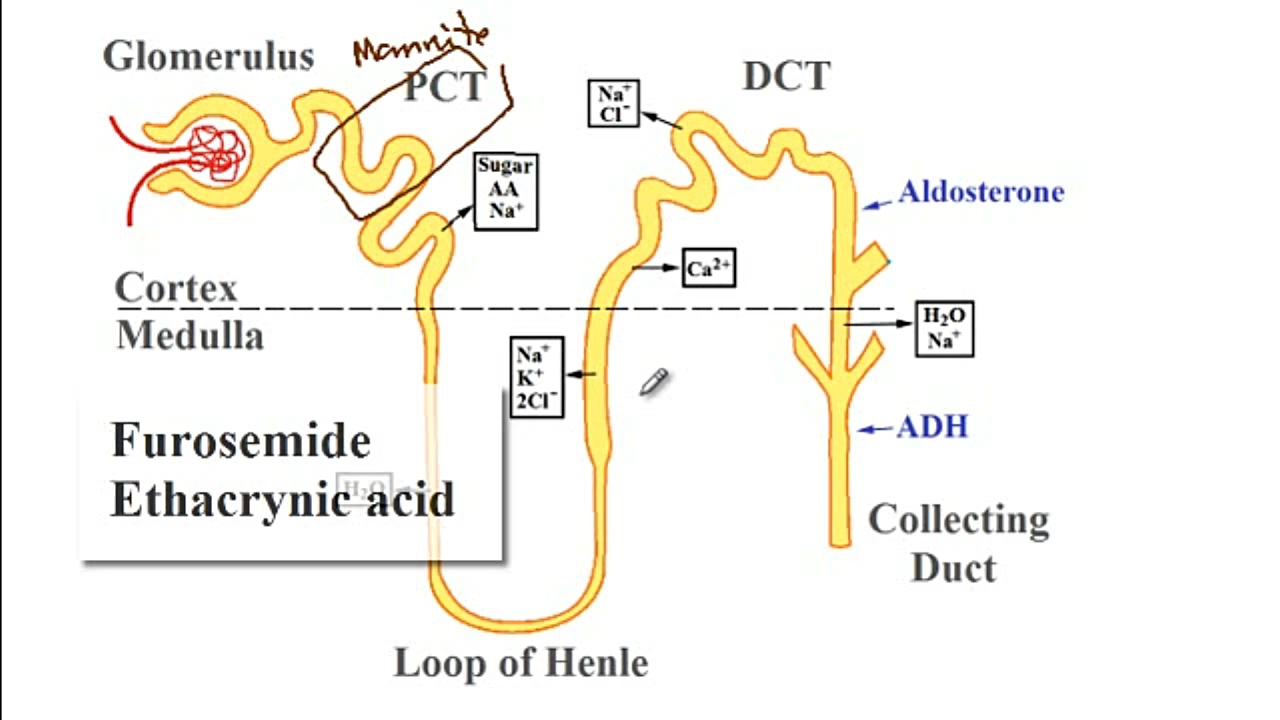 Glomerulus
Mannite
PCT
DCT
Na⁺
Cl⁻
Sugar
AA
Na⁺
Aldosterone
Ca²⁺
Cortex
Medulla
H₂O
Na⁺
Na⁺
K⁺
2Cl⁻
Furosemide
Ethacrynic acid
H₂O
ADH
Collecting
Duct
Loop of Henle